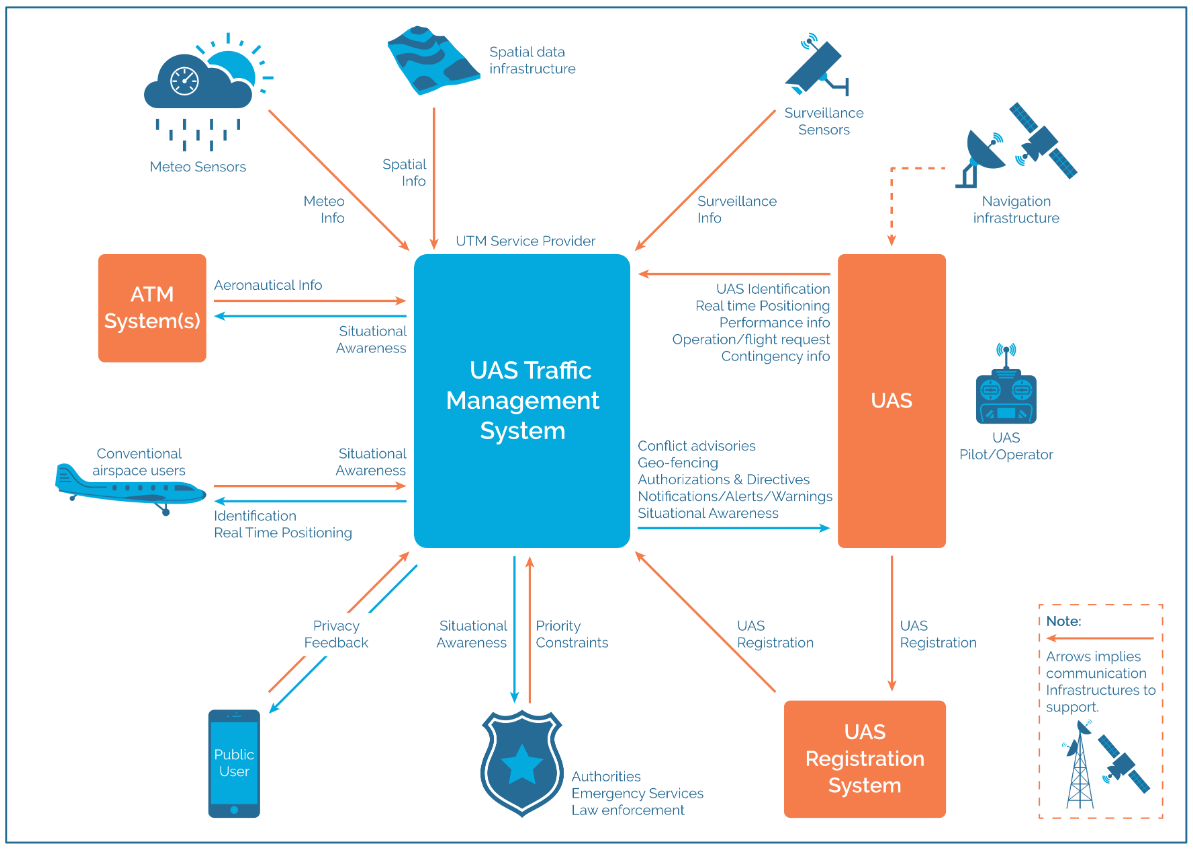 Spatial data
infrastructure
Meteo Sensors
Surveillance
Sensors
Navigation
infrastructure
Spatial
Info
Meteo
Info
Surveillance
Info
UTM Service Provider
ATM
System(s)
Aeronautical Info
Situational
Awareness
UAS Traffic
Management
System
UAS Identification
Real time Positioning
Performance info
Operation/flight request
Contingency info
UAS
UAS
Pilot/Operator
Conventional
airspace users
Situational
Awareness
Identification
Real Time Positioning
Conflict advisories
Geo-fencing
Authorizations & Directives
Notifications/Alerts/Warnings
Situational Awareness
Privacy
Feedback
Situational
Awareness
Priority
Constraints
UAS
Registration
UAS
Registration
Note:
Arrows implies
communication
Infrastructures to
support.
Public
User
Authorities
Emergency Services
Law enforcement
UAS
Registration
System